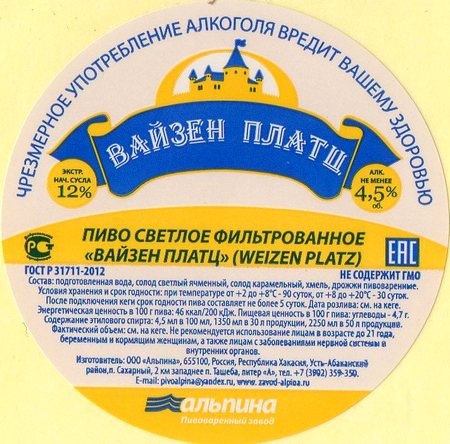 ЧРЕЗМЕРНОЕ УПОТРЕБЛЕНИЕ АЛКОГОЛЯ ВРЕДИТ ВАШЕМУ ЗДОРОВЬЮ
ВАЙЗЕН ПЛАТЦ
ЭКСТР.
НАЧ. СУСЛА
12%
АЛК.
НЕ МЕНЕЕ
4,5%
об.
ПИВО СВЕТЛОЕ ФИЛЬТРОВАННОЕ
«ВАЙЗЕН ПЛАТЦ» (WEIZEN PLATZ)
РСТ
EAC
ГОСТ Р 31711-2012
НЕ СОДЕРЖИТ ГМО
Состав: подготовленная вода, солод светлый ячменный, солод карамельный, хмель, дрожжи пивоваренные.
Условия хранения и срок годности: при температуре от +2 до +8°С - 90 суток, от +8 до +20°С - 30 суток.
После подключения кеги срок годности пива составляет не более 5 суток. Дата розлива: см. на кеге.
Энергетическая ценность в 100 г пива: 46 ккал/200 кДж. Пищевая ценность в 100 г пива: углеводы - 4,7 г.
Содержание этилового спирта: 4,5 мл в 100 мл, 1350 мл в 30 л продукции, 2250 мл в 50 л продукции.
Фактический объем: см. на кеге. Не рекомендуется использование лицам в возрасте до 21 года,
беременным и кормящим женщинам, а также лицам с заболеваниями нервной системы и
внутренних органов.
Изготовитель: ООО «Альпина», 655100, Россия, Республика Хакасия, Усть-Абаканский
район, п. Сахарный, 2 км западнее п. Ташеба, литер «А», тел. +7 (3902) 359-350.
E-mail: pivoalpina@yandex.ru, www. zavod-alpina.ru
альпина
Пивоваренный завод